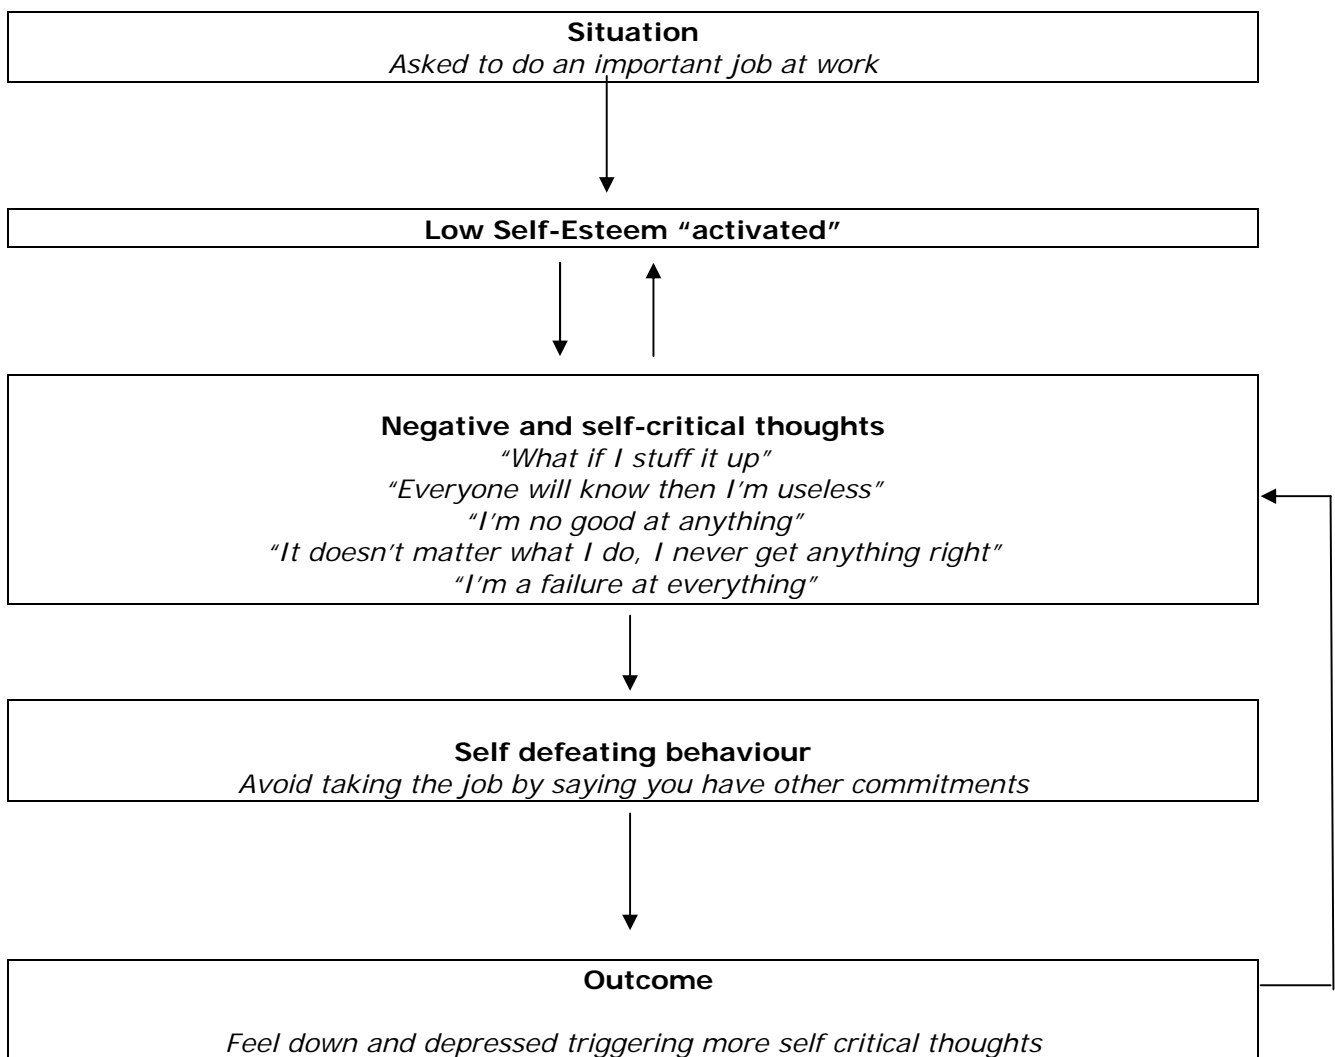 Situation
Asked to do an important job at work
Low Self-Esteem “activated”
Negative and self-critical thoughts
“What if I stuff it up”
“Everyone will know then I'm useless”
“I'm no good at anything”
“It doesn't matter what I do, I never get anything right”
“I'm a failure at everything”
Self defeating behaviour
Avoid taking the job by saying you have other commitments
Outcome
Feel down and depressed triggering more self critical thoughts